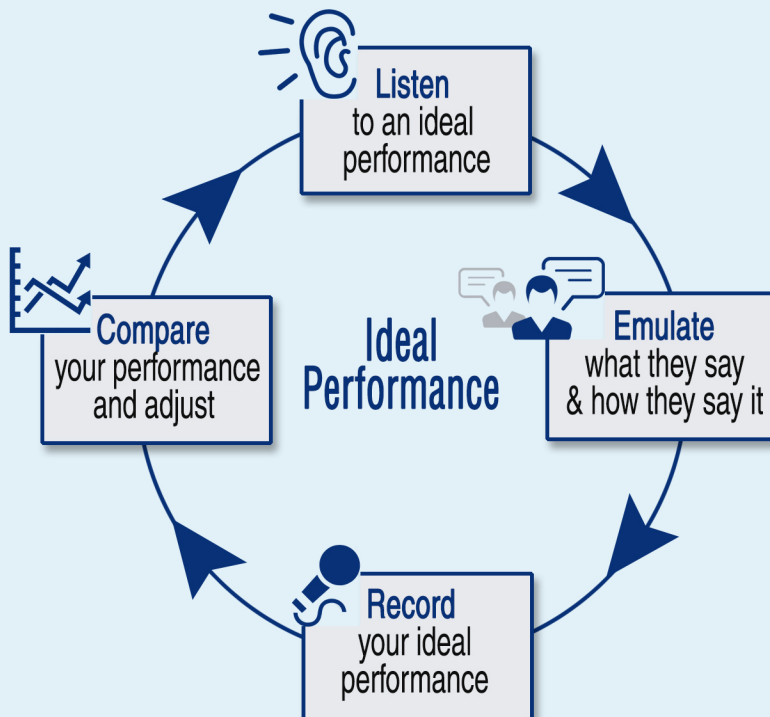 Listen
to an ideal
performance
Emulate
what they say
& how they say it
Ideal
Performance
Compare
your performance
and adjust
Record
your ideal
performance